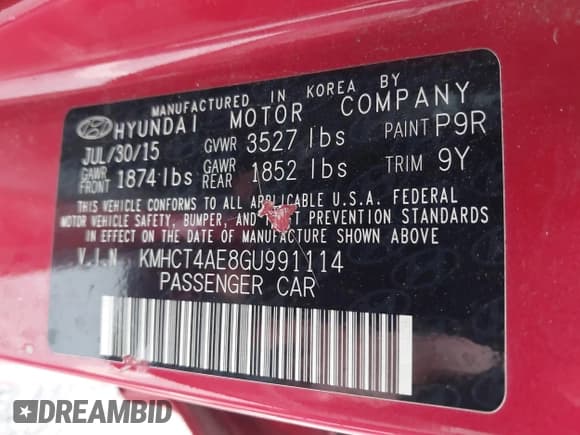 MANUFACTURED IN KOREA BY
HYUNDAI MOTOR COMPANY
JUL/30/15 GVWR 3527 lbs PAINT P9R
GAWR FRONT 1874 lbs GAWR REAR 1852 lbs TRIM 9Y
THIS VEHICLE CONFORMS TO ALL APPLICABLE U.S.A. FEDERAL
MOTOR VEHICLE SAFETY, BUMPER, AND PREVENTION STANDARDS
IN EFFECT ON THE DATE OF MANUFACTURE SHOWN ABOVE.
V.I.N KMHCT4AE8GU991114
PASSENGER CAR
DREAMBID